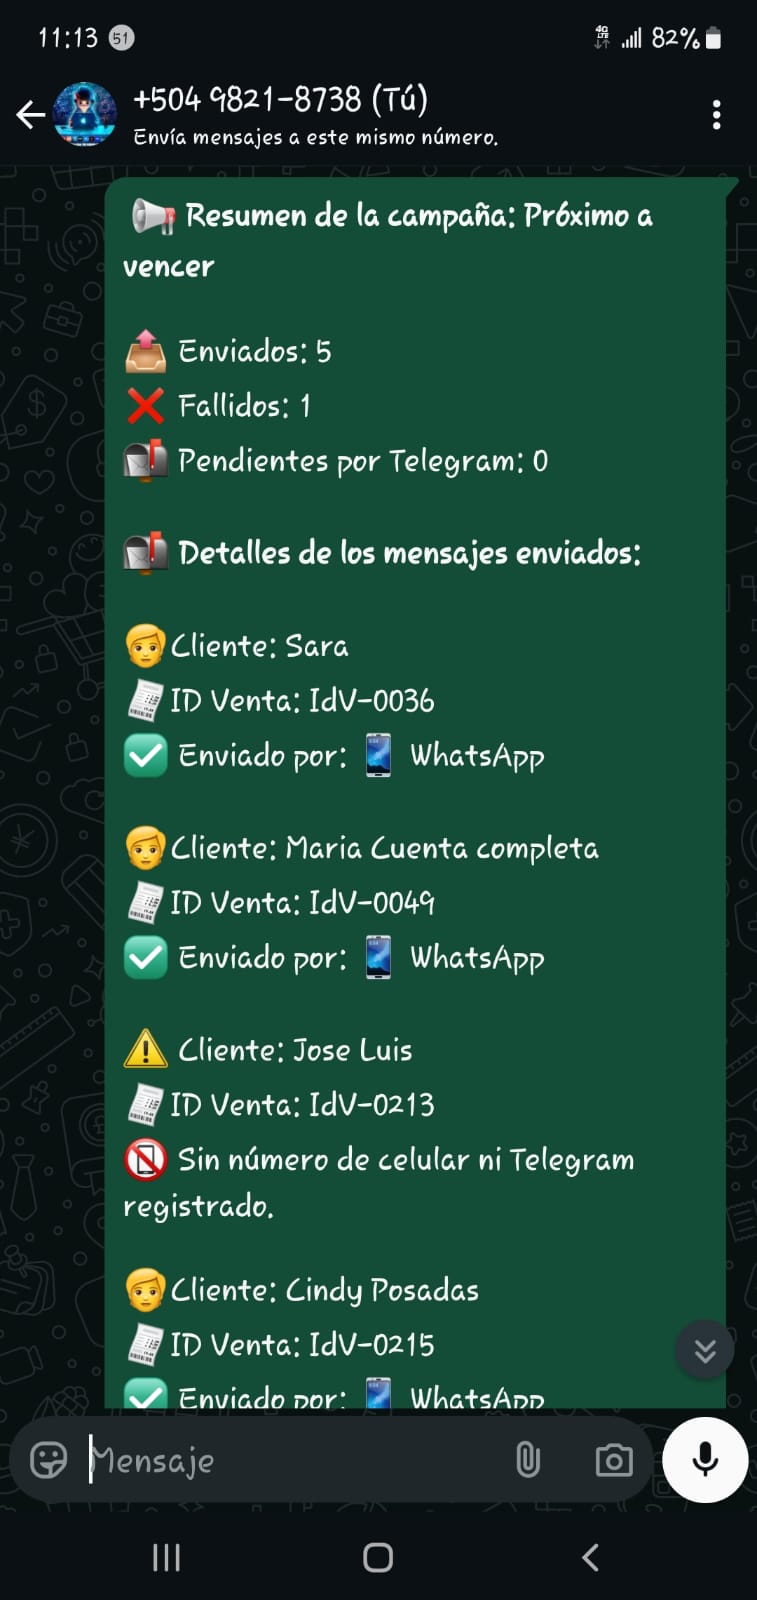 11:13 51 4G LTE 82%
+504 9821-8738 (Tú)
Envía mensajes a este mismo número.
Resumen de la campaña: Próximo a
vencer
Enviados: 5
Fallidos: 1
Pendientes por Telegram: 0
Detalles de los mensajes enviados:
Cliente: Sara
ID Venta: IdV-0036
Enviado por: WhatsApp
Cliente: Maria Cuenta completa
ID Venta: IdV-0049
Enviado por: WhatsApp
Cliente: Jose Luis
ID Venta: IdV-0213
Sin número de celular ni Telegram
registrado.
Cliente: Cindy Posadas
ID Venta: IdV-0215
Enviado por: WhatsApp
Mensaje